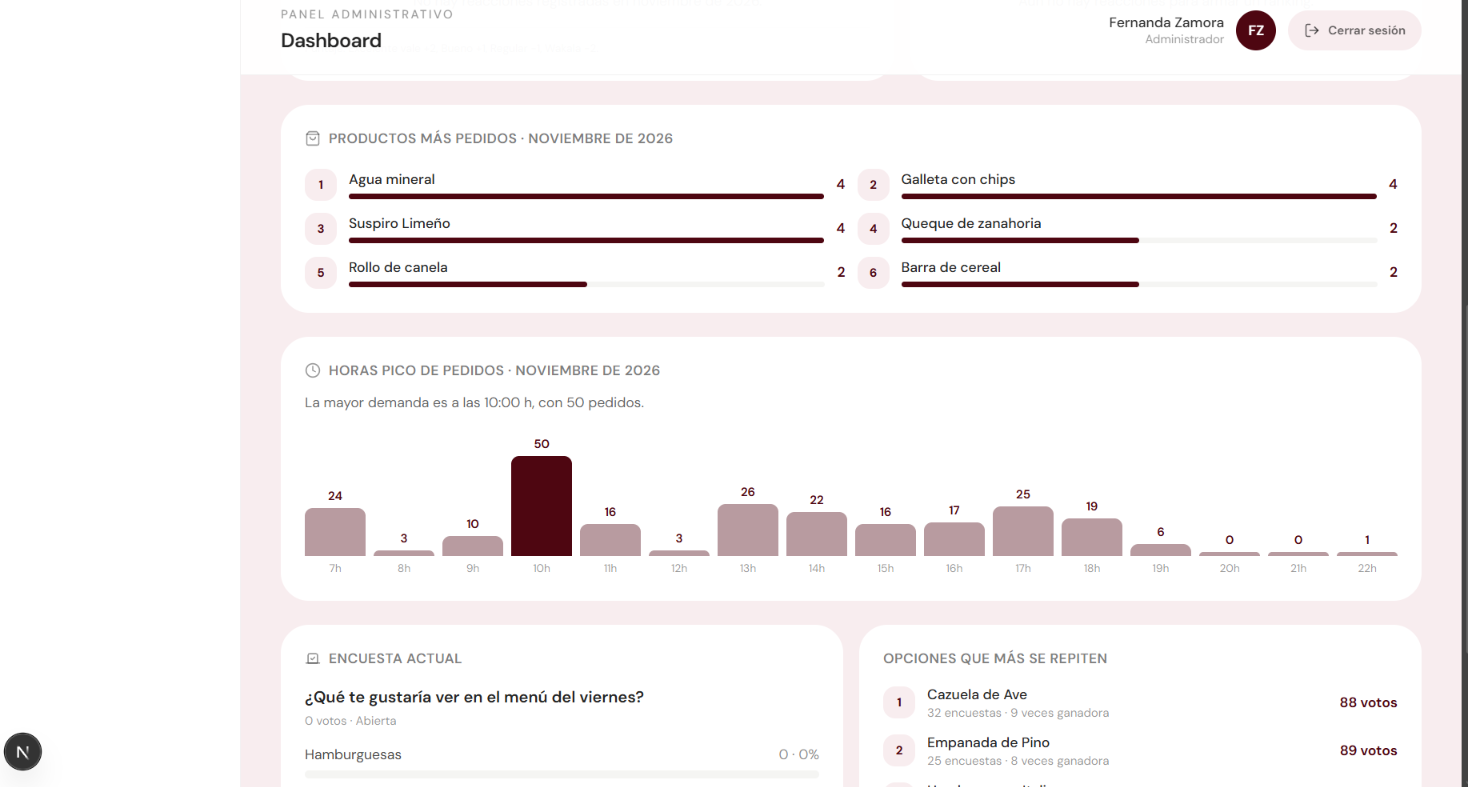 PANEL ADMINISTRATIVO
Dashboard
Fernanda Zamora
Administrador
FZ
Cerrar sesión
PRODUCTOS MÁS PEDIDOS · NOVIEMBRE DE 2026
1 Agua mineral 4
2 Galleta con chips 4
3 Suspiro Limeño 4
4 Queque de zanahoria 2
5 Rollo de canela 2
6 Barra de cereal 2
HORAS PICO DE PEDIDOS · NOVIEMBRE DE 2026
La mayor demanda es a las 10:00 h, con 50 pedidos.
24 3 10 50 16 3 26 22 16 17 25 19 6 0 0 1
7h 8h 9h 10h 11h 12h 13h 14h 15h 16h 17h 18h 19h 20h 21h 22h
ENCUESTA ACTUAL
¿Qué te gustaría ver en el menú del viernes?
0 votos · Abierta
Hamburguesas 0 · 0%
OPCIONES QUE MÁS SE REPITEN
1 Cazuela de Ave 88 votos
32 encuestas · 9 veces ganadora
2 Empanada de Pino 89 votos
25 encuestas · 8 veces ganadora
N